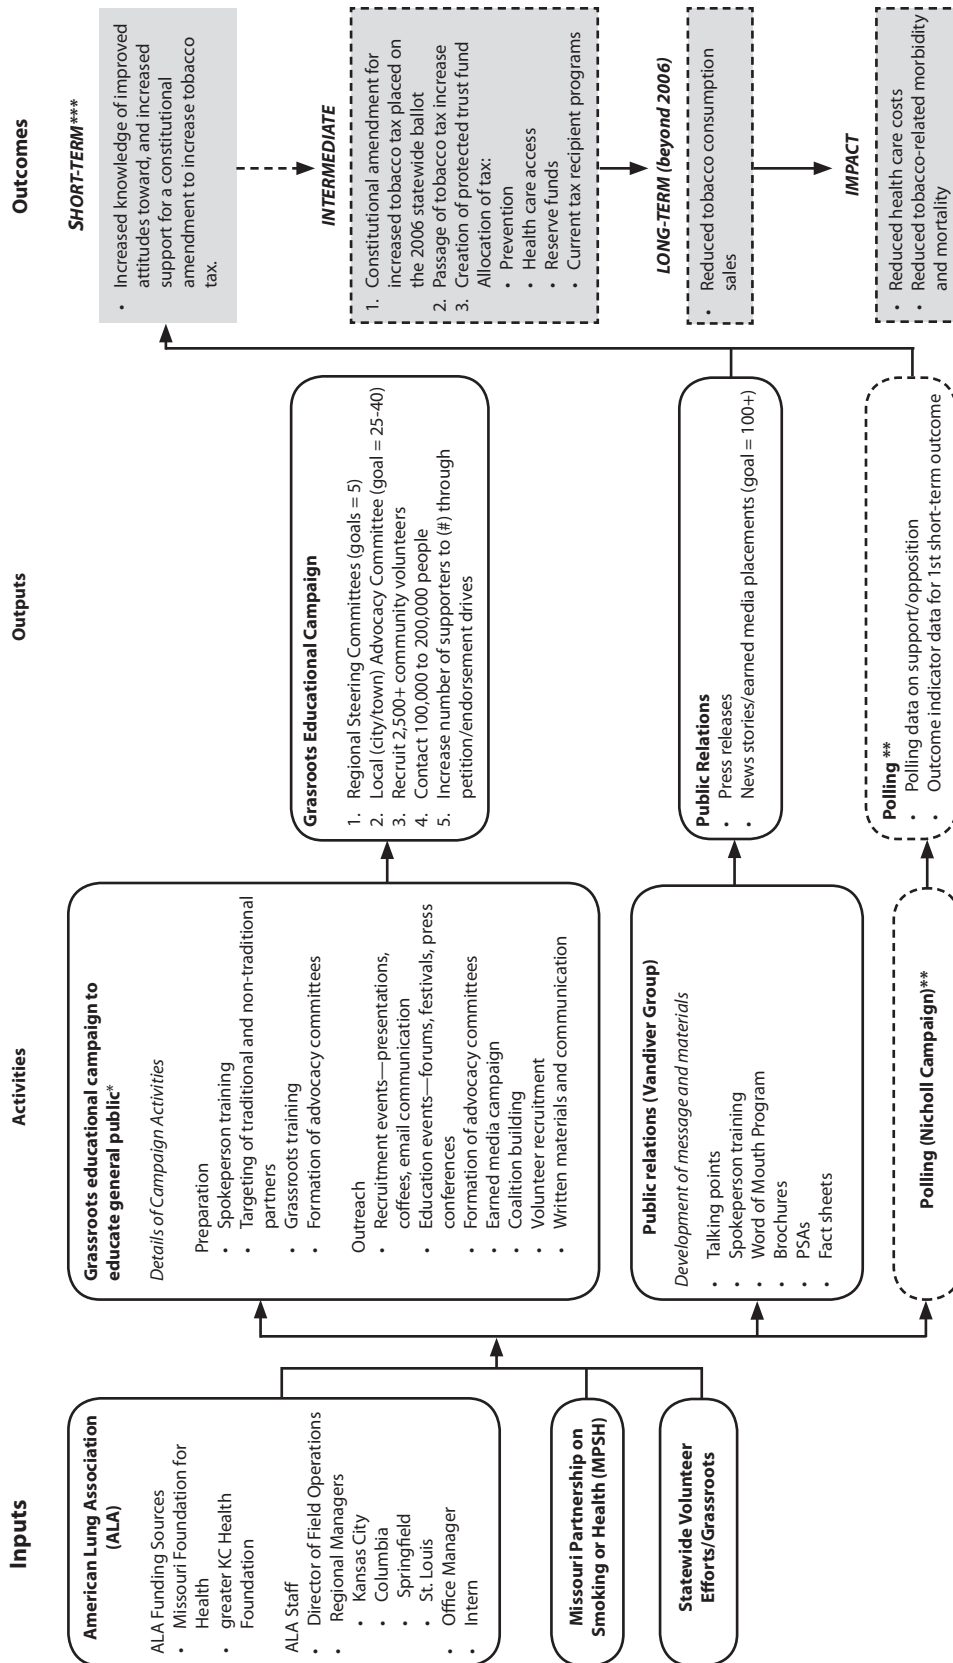 Inputs
American Lung Association
(ALA)
ALA Funding Sources
• Missouri Foundation for
Health
• greater KC Health
Foundation
ALA Staff
• Director of Field Operations
• Regional Managers
• Kansas City
• Columbia
• Springfield
• St. Louis
• Office Manager
• Intern
Missouri Partnership on
Smoking or Health (MPSH)
Statewide Volunteer
Efforts/Grassroots
Activities
Grassroots educational campaign to
educate general public*
Details of Campaign Activities
Preparation
• Spokeperson training
• Targeting of traditional and non-traditional
partners
• Grassroots training
• Formation of advocacy committees
Outreach
• Recruitment events—presentations,
coffees, email communication
• Education events—forums, festivals, press
conferences
• Formation of advocacy committees
• Earned media campaign
• Coalition building
• Volunteer recruitment
• Written materials and communication
Public relations (Vandiver Group)
Development of message and materials
• Talking points
• Spokeperson training
• Word of Mouth Program
• Brochures
• PSAs
• Fact sheets
Polling (Nicholl Campaign)**
Outputs
Grassroots Educational Campaign
1. Regional Steering Committees (goals = 5)
2. Local (city/town) Advocacy Committee (goal = 25-40)
3. Recruit 2,500+ community volunteers
4. Contact 100,000 to 200,000 people
5. Increase number of supporters to (#) through
petition/endorsement drives
Public Relations
• Press releases
• News stories/earned media placements (goal = 100+)
Polling **
• Polling data on support/opposition
• Outcome indicator data for 1st short-term outcome
Outcomes
SHORT-TERM***
• Increased knowledge of improved
attitudes toward, and increased
support for a constitutional
amendment to increase tobacco
tax.
INTERMEDIATE
1. Constitutional amendment for
increased tobacco tax placed on
the 2006 statewide ballot
2. Passage of tobacco tax increase
3. Creation of protected trust fund
Allocation of tax:
• Prevention
• Health care access
• Reserve funds
• Current tax recipient programs
LONG-TERM (beyond 2006)
• Reduced tobacco consumption
sales
IMPACT
• Reduced health care costs
• Reduced tobacco-related morbidity
and mortality